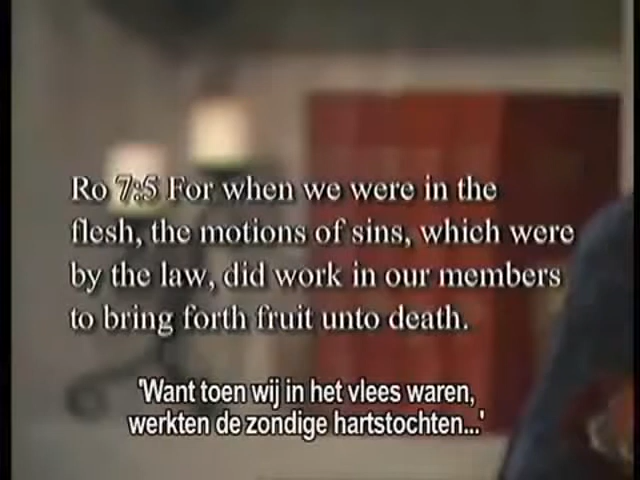 Ro 7:5 For when we were in the
flesh, the motions of sins, which were
by the law, did work in our members
to bring forth fruit unto death.
'Want toen wij in het vlees waren,
werkten de zondige hartstochten...'